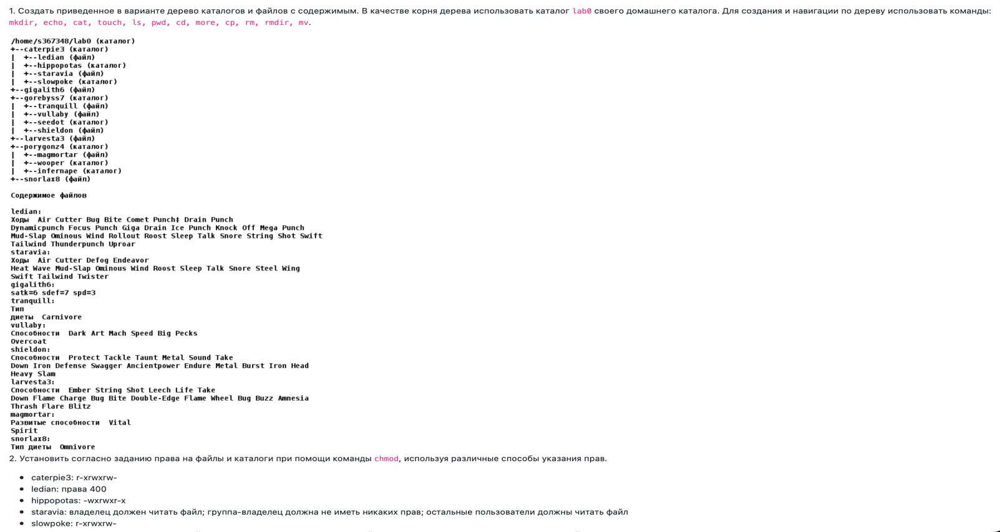 1. Создать приведенное в варианте дерево каталогов и файлов с содержимым. В качестве корня дерева использовать каталог lab0 своего домашнего каталога. Для создания и навигации по дереву использовать команды:
mkdir, echo, cat, touch, ls, pwd, cd, more, cp, rm, rmdir, mv.
/home/s367348/lab0 (каталог)
+--caterpie3 (каталог)
|  +--ledian (файл)
|  +--hippopotas (каталог)
|  +--staravia (файл)
|  +--slowpoke (каталог)
+--gigalith6 (файл)
+--gorebyss7 (каталог)
|  +--tranquill (файл)
|  +--vullaby (файл)
|  +--seedot (каталог)
|  +--shieldon (файл)
+--larvesta3 (файл)
+--porygonz4 (каталог)
|  +--magmortar (файл)
|  +--wooper (каталог)
|  +--infernape (каталог)
+--snorlax8 (файл)
Содержимое файлов
ledian:
Ходы  Air Cutter Bug Bite Comet Punch‡ Drain Punch
Dynamicpunch Focus Punch Giga Drain Ice Punch Knock Off Mega Punch
Mud-Slap Ominous Wind Rollout Roost Sleep Talk Snore String Shot Swift
Tailwind Thunderpunch Uproar
staravia:
Ходы  Air Cutter Defog Endeavor
Heat Wave Mud-Slap Ominous Wind Roost Sleep Talk Snore Steel Wing
Swift Tailwind Twister
gigalith6:
satk=6 sdef=7 spd=3
tranquill:
Тип
диеты  Carnivore
vullaby:
Способности  Dark Art Mach Speed Big Pecks
Overcoat
shieldon:
Способности  Protect Tackle Taunt Metal Sound Take
Down Iron Defense Swagger Ancientpower Endure Metal Burst Iron Head
Heavy Slam
larvesta3:
Способности  Ember String Shot Leech Life Take
Down Flame Charge Bug Bite Double-Edge Flame Wheel Bug Buzz Amnesia
Thrash Flare Blitz
magmortar:
Развитые способности  Vital
Spirit
snorlax8:
Тип диеты  Omnivore
2. Установить согласно заданию права на файлы и каталоги при помощи команды chmod, используя различные способы указания прав.
• caterpie3: r-xrwxrw-
• ledian: права 400
• hippopotas: -wxrwxr-x
• staravia: владелец должен читать файл; группа-владелец должна не иметь никаких прав; остальные пользователи должны читать файл
• slowpoke: r-xrwxrw-